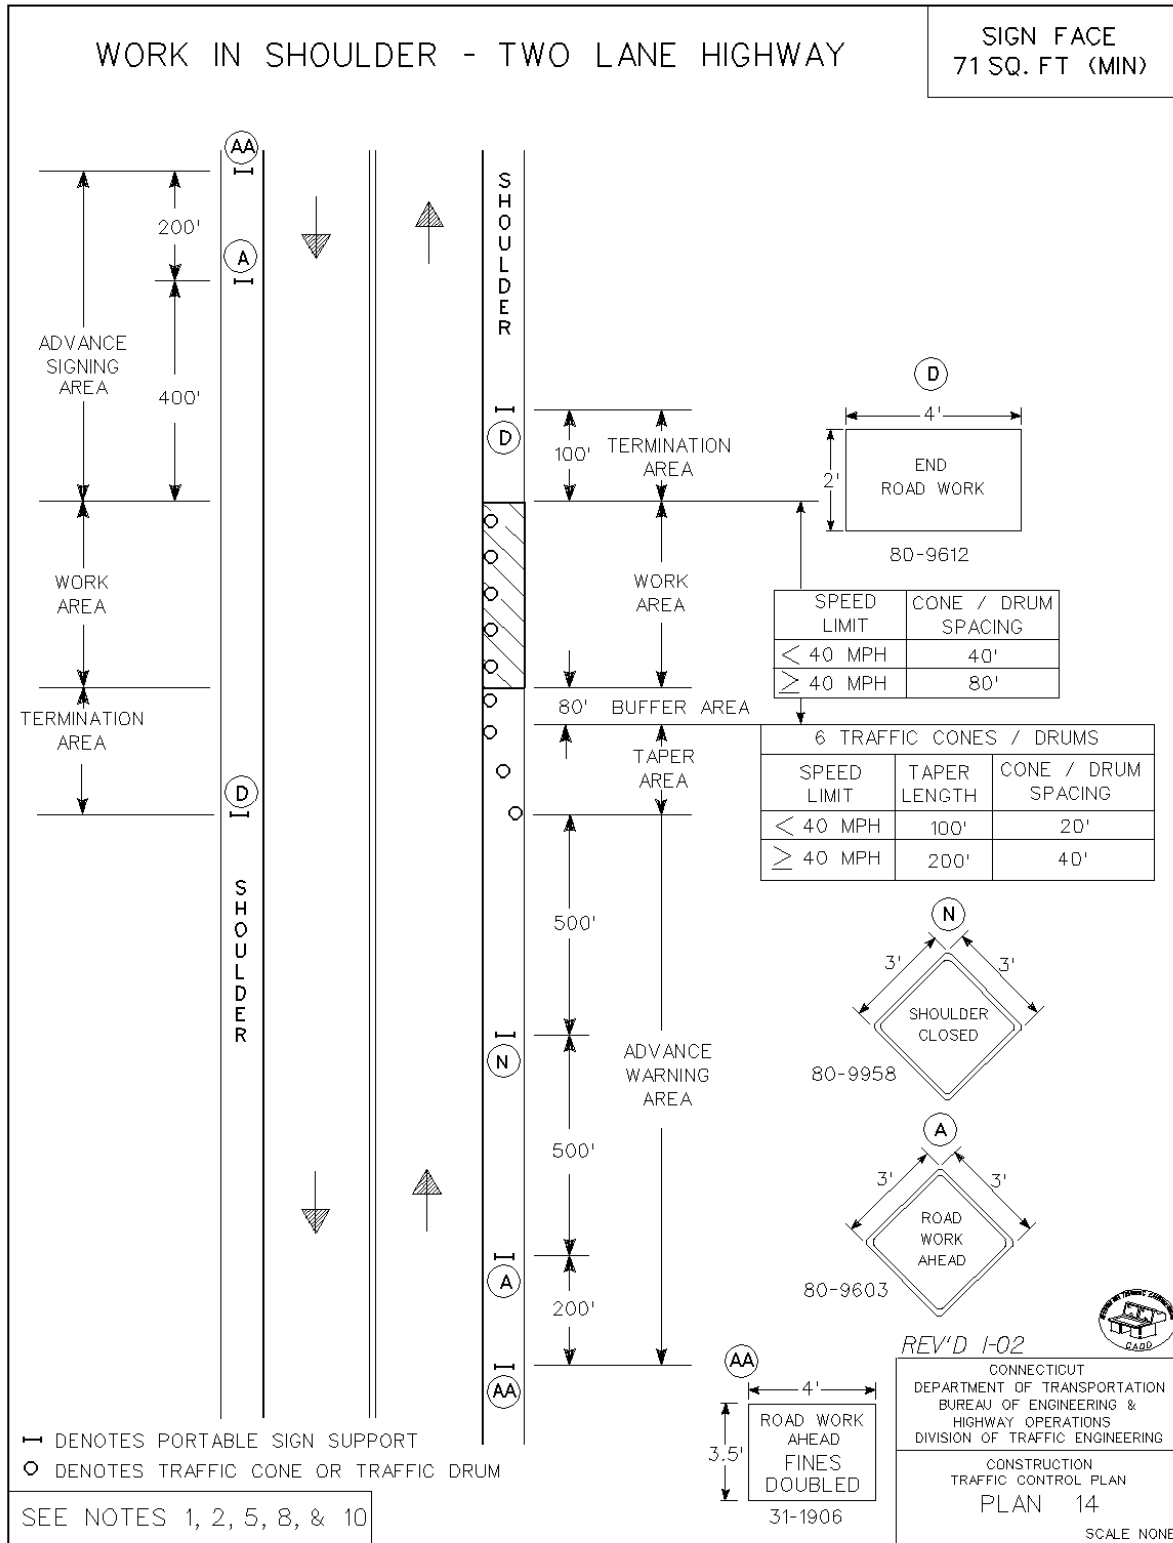 WORK IN SHOULDER - TWO LANE HIGHWAY
SIGN FACE
71 SQ. FT (MIN)
AA
200'
A
ADVANCE
SIGNING
AREA
400'
WORK
AREA
TERMINATION
AREA
D
SHOULDER
SHOULDER
D
100'
TERMINATION
AREA
WORK
AREA
80'
BUFFER AREA
TAPER
AREA
500'
N
ADVANCE
WARNING
AREA
500'
A
200'
AA
D
4'
2'
END
ROAD WORK
80-9612
SPEED LIMIT CONE / DRUM SPACING
< 40 MPH 40'
≥ 40 MPH 80'
6 TRAFFIC CONES / DRUMS
SPEED LIMIT TAPER LENGTH CONE / DRUM SPACING
< 40 MPH 100' 20'
≥ 40 MPH 200' 40'
N
3' 3'
SHOULDER
CLOSED
80-9958
A
3' 3'
ROAD
WORK
AHEAD
80-9603
AA
4'
3.5'
ROAD WORK
AHEAD
FINES
DOUBLED
31-1906
REV'D 1-02
CADD
CONNECTICUT
DEPARTMENT OF TRANSPORTATION
BUREAU OF ENGINEERING &
HIGHWAY OPERATIONS
DIVISION OF TRAFFIC ENGINEERING
CONSTRUCTION
TRAFFIC CONTROL PLAN
PLAN 14
SCALE NONE
DENOTES PORTABLE SIGN SUPPORT
DENOTES TRAFFIC CONE OR TRAFFIC DRUM
SEE NOTES 1, 2, 5, 8, & 10